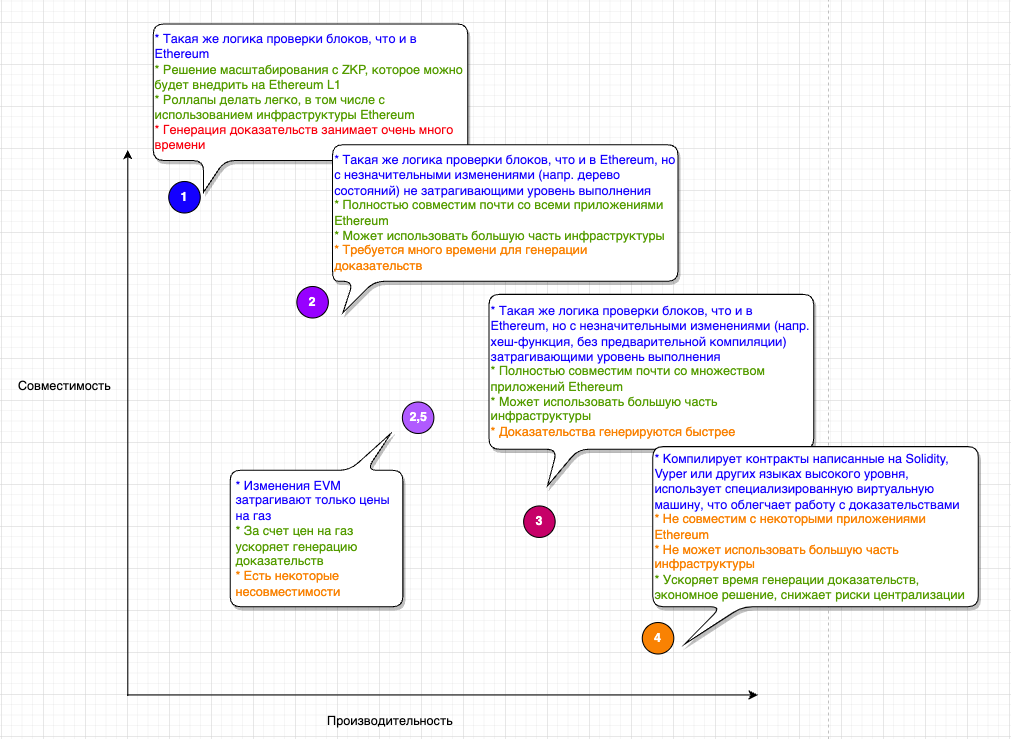 * Такая же логика проверки блоков, что и в
Ethereum
* Решение масштабирования с ZKP, которое можно
будет внедрить на Ethereum L1
* Роллапы делать легко, в том числе с
использованием инфраструктуры Ethereum
* Генерация доказательств занимает очень много
времени
1
* Такая же логика проверки блоков, что и в Ethereum, но
с незначительными изменениями (напр. дерево
состояний) не затрагивающими уровень выполнения
* Полностью совместим почти со всеми приложениями
Ethereum
* Может использовать большую часть инфраструктуры
* Требуется много времени для генерации
доказательств
2
* Такая же логика проверки блоков, что и в
Ethereum, но с незначительными изменениями (напр.
хеш-функция, без предварительной компиляции)
затрагивающими уровень выполнения
* Полностью совместим почти со множеством
приложений Ethereum
* Может использовать большую часть
инфраструктуры
* Доказательства генерируются быстрее
Совместимость
2,5
* Изменения EVM
затрагивают только цены
на газ
* За счет цен на газ
ускоряет генерацию
доказательств
* Есть некоторые
несовместимости
3
* Компилирует контракты написанные на Solidity,
Vyper или других языках высокого уровня,
использует специализированную виртуальную
машину, что облегчает работу с доказательствами
* Не совместим с некоторыми приложениями
Ethereum
* Не может использовать большую часть
инфраструктуры
* Ускоряет время генерации доказательств,
экономное решение, снижает риски централизации
4
Производительность